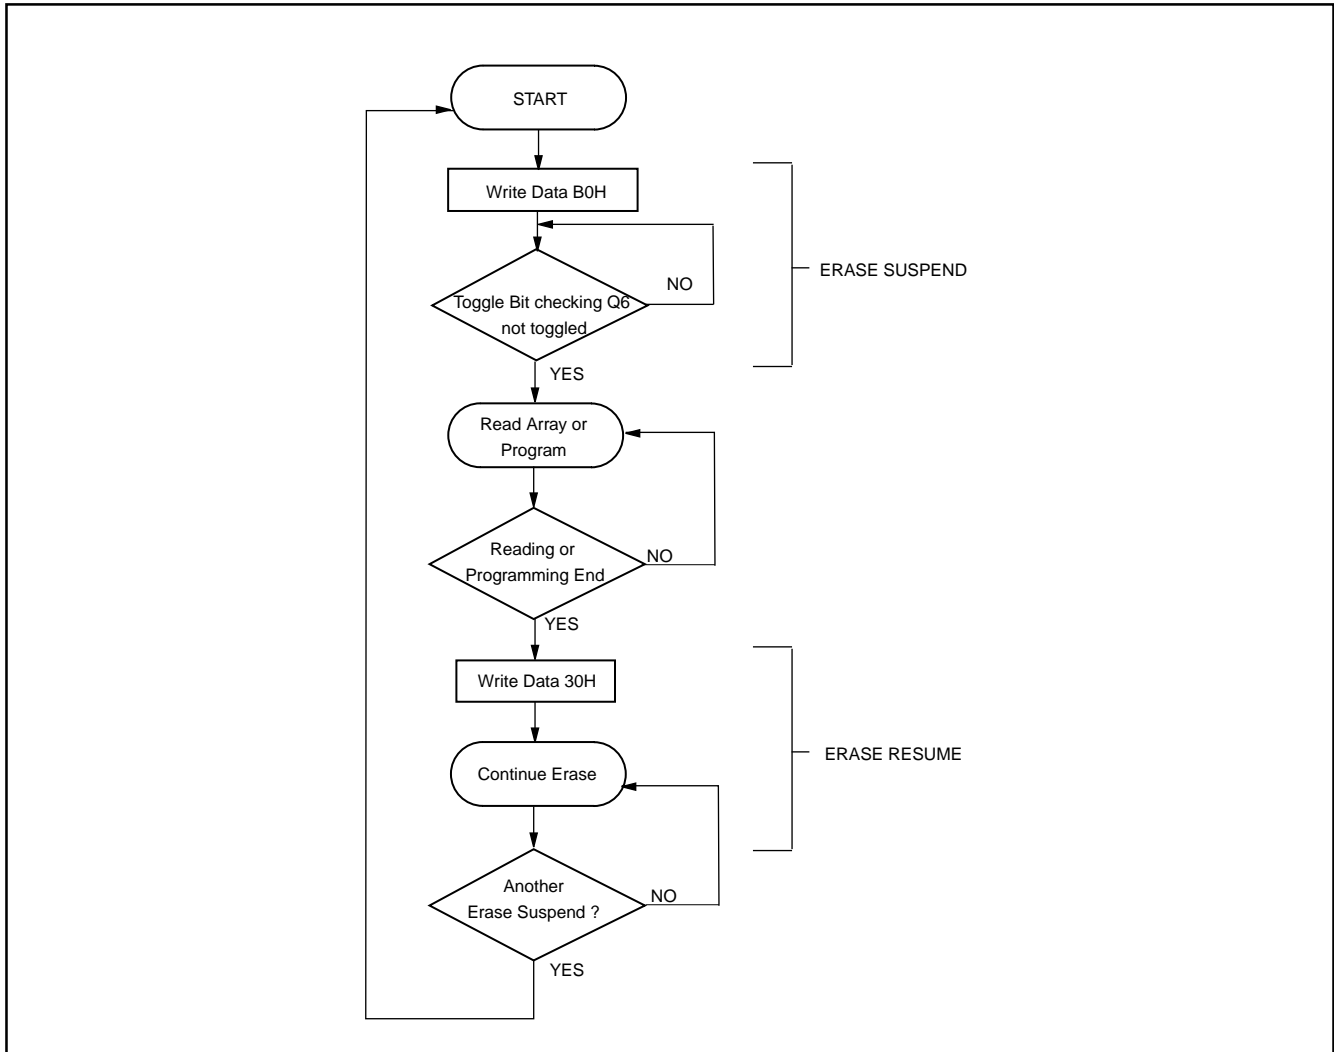 START
Write Data B0H
ERASE SUSPEND
NO
Toggle Bit checking Q6
not toggled
YES
Read Array or
Program
Reading or
NO
Programming End
YES
Write Data 30H
ERASE RESUME
Continue Erase
Another
NO
Erase Suspend ?
YES